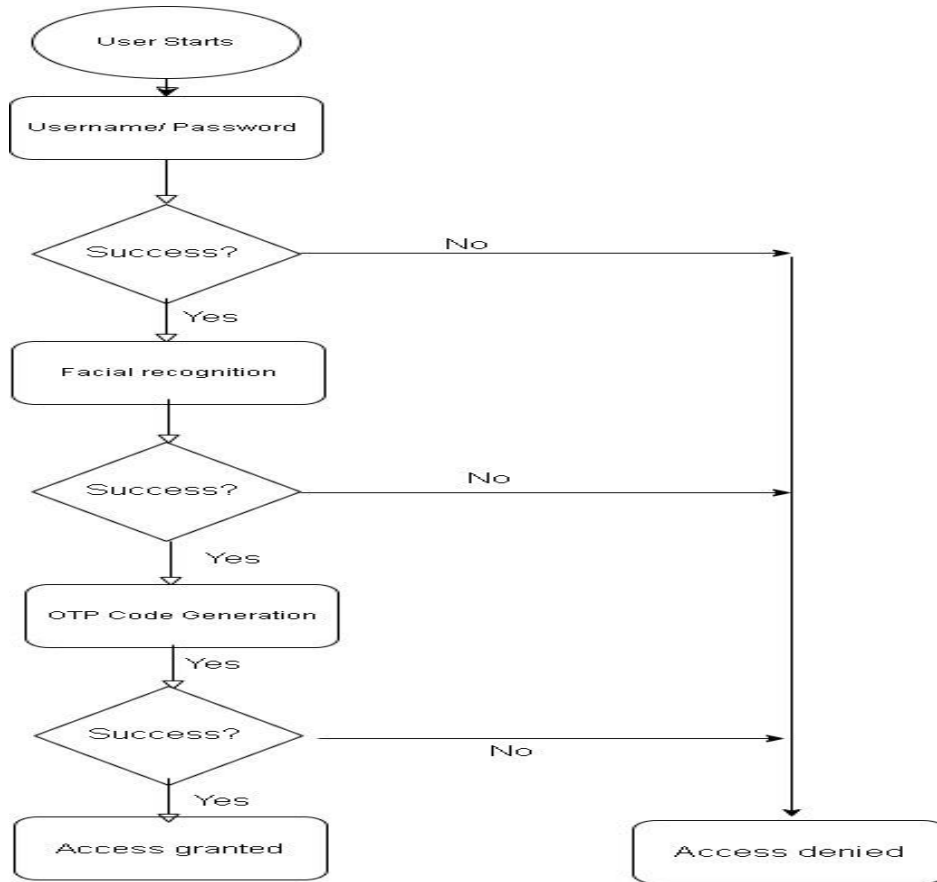 User Starts
Username/ Password
Success?
No
Yes
Facial recognition
Success?
No
Yes
OTP Code Generation
Yes
Success?
No
Yes
Access granted
Access denied